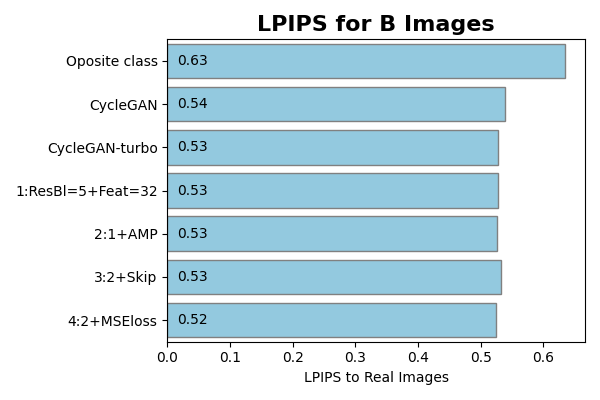 LPIPS for B Images
Oposite class 0.63
CycleGAN 0.54
CycleGAN-turbo 0.53
1:ResBl=5+Feat=32 0.53
2:1+AMP 0.53
3:2+Skip 0.53
4:2+MSEloss 0.52
0.0 0.1 0.2 0.3 0.4 0.5 0.6
LPIPS to Real Images